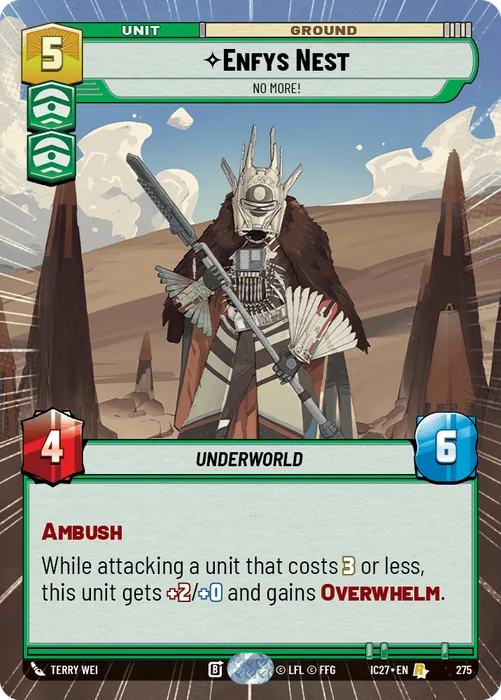 UNIT
GROUND
5
✧ENFYS NEST
NO MORE!
4
UNDERWORLD
6
AMBUSH
While attacking a unit that costs 3 or less,
this unit gets +2/+0 and gains OVERWHELM.
TERRY WEI
© LFL © FFG
IC27•EN
R
275